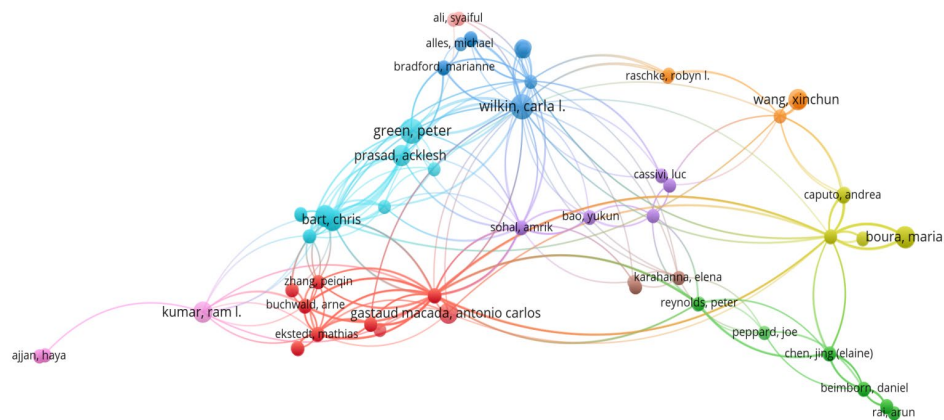 ali, syaiful
alles, michael
bradford, marianne
raschke, robyn l.
wang, xinchun
wilkin, carla l.
green, peter
prasad, acklesh
cassivi, luc
caputo, andrea
bart, chris
bao, yukun
sohal, amrik
boura, maria
zhang, peiqin
karahanna, elena
buchwald, arne
reynolds, peter
kumar, ram l.
gastaud macada, antonio carlos
ekstedt, mathias
peppard, joe
ajjan, haya
chen, jing (elaine)
beimborn, daniel
rai, arun